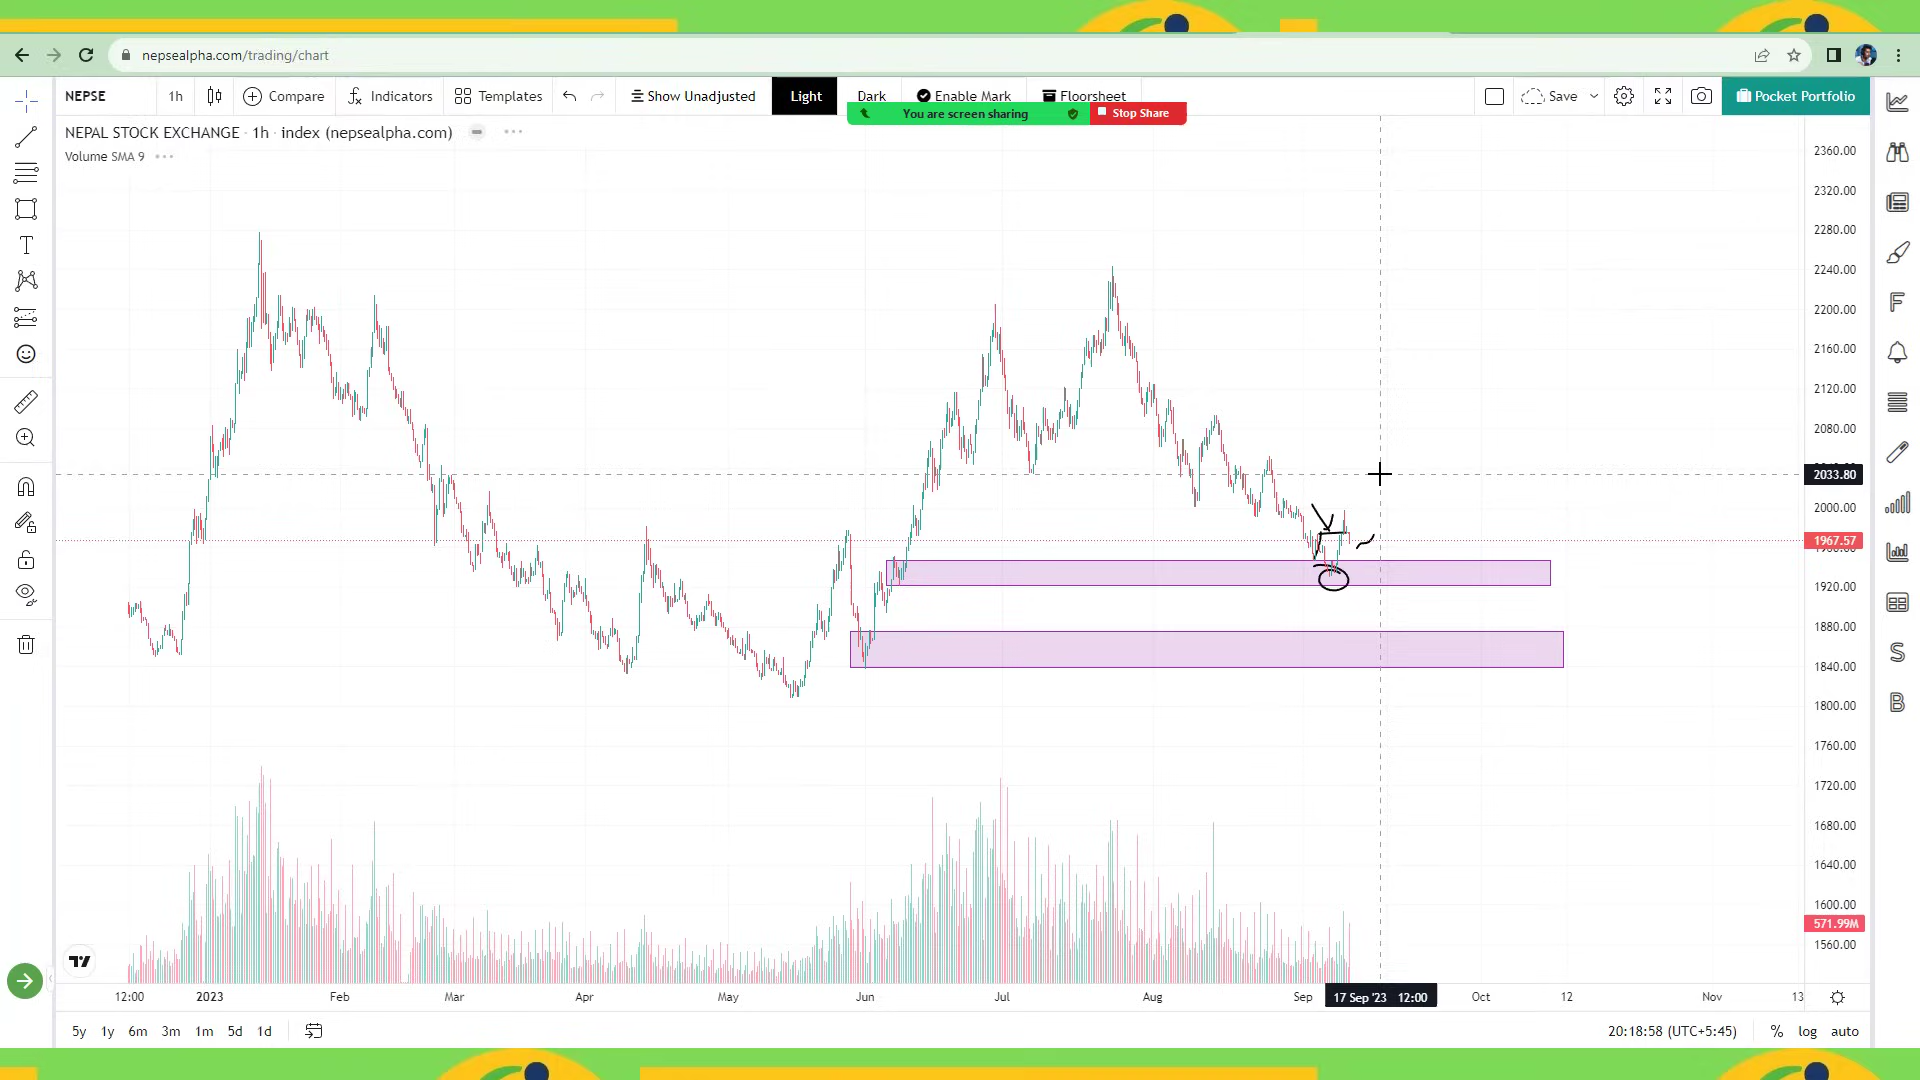 nepsealpha.com/trading/chart
NEPSE 1h Compare Indicators Templates Show Unadjusted Light Dark Enable Mark Floorsheet Save Pocket Portfolio
You are screen sharing Stop Share
NEPAL STOCK EXCHANGE · 1h · index (nepsealpha.com)
Volume SMA 9
2360.00
2320.00
2280.00
2240.00
2200.00
2160.00
2120.00
2080.00
2033.80
2000.00
1967.57
1920.00
1880.00
1840.00
1800.00
1760.00
1720.00
1680.00
1640.00
1600.00
571.99M
1560.00
12:00 2023 Feb Mar Apr May Jun Jul Aug Sep 17 Sep '23 12:00 Oct 12 Nov 13
5y 1y 6m 3m 1m 5d 1d 20:18:58 (UTC+5:45) % log auto